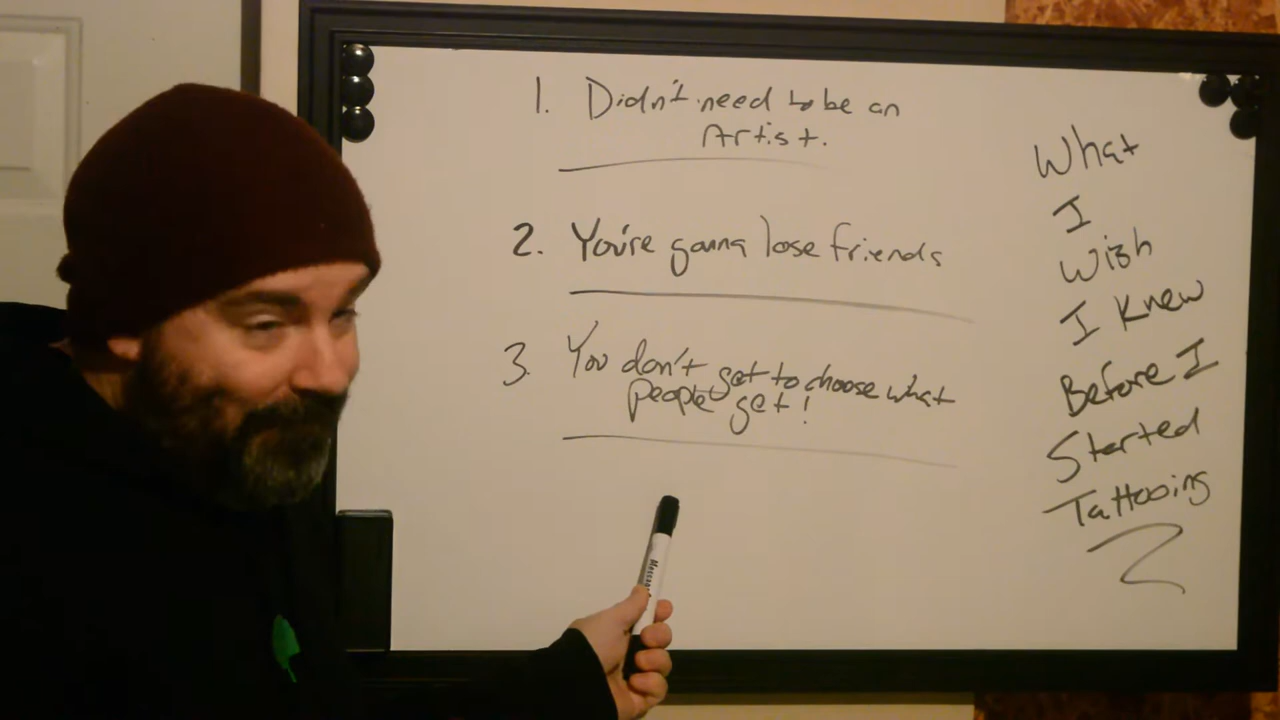 1. Didn't need to be an
Artist.
2. You're gonna lose friends
3. You don't get to choose what
people get!
What
I
Wish
I Knew
Before I
Started
Tattooing